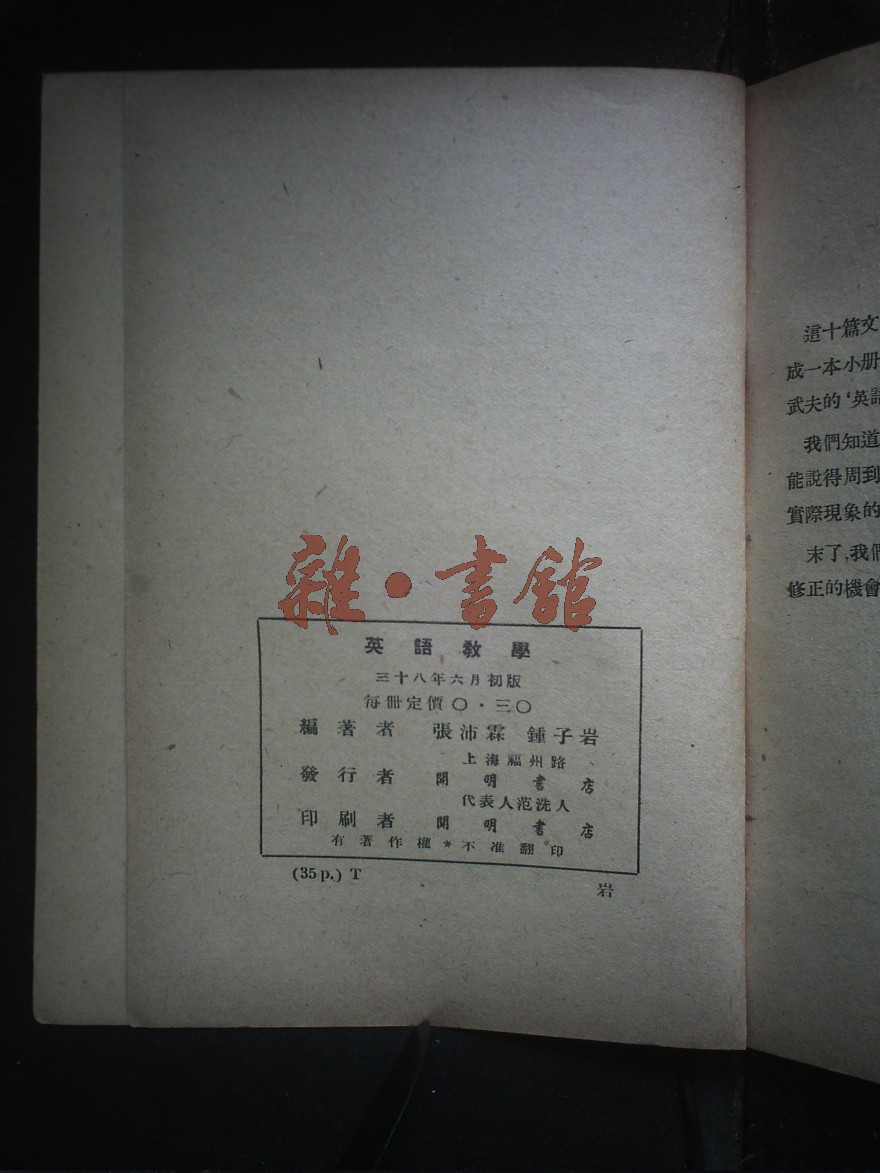 雜·書館
英語教學
三十八年六月初版
每冊定價〇·三〇
編著者 張沛霖 鍾子岩
上海福州路
發行者 開明書店
代表人范洗人
印刷者 開明書店
有著作權*不准翻印
(35 p.) T
岩
這十篇文
成一本小册
武夫的‘英語
我們知道
能說得周到
實際現象的
末了,我們
修正的機會